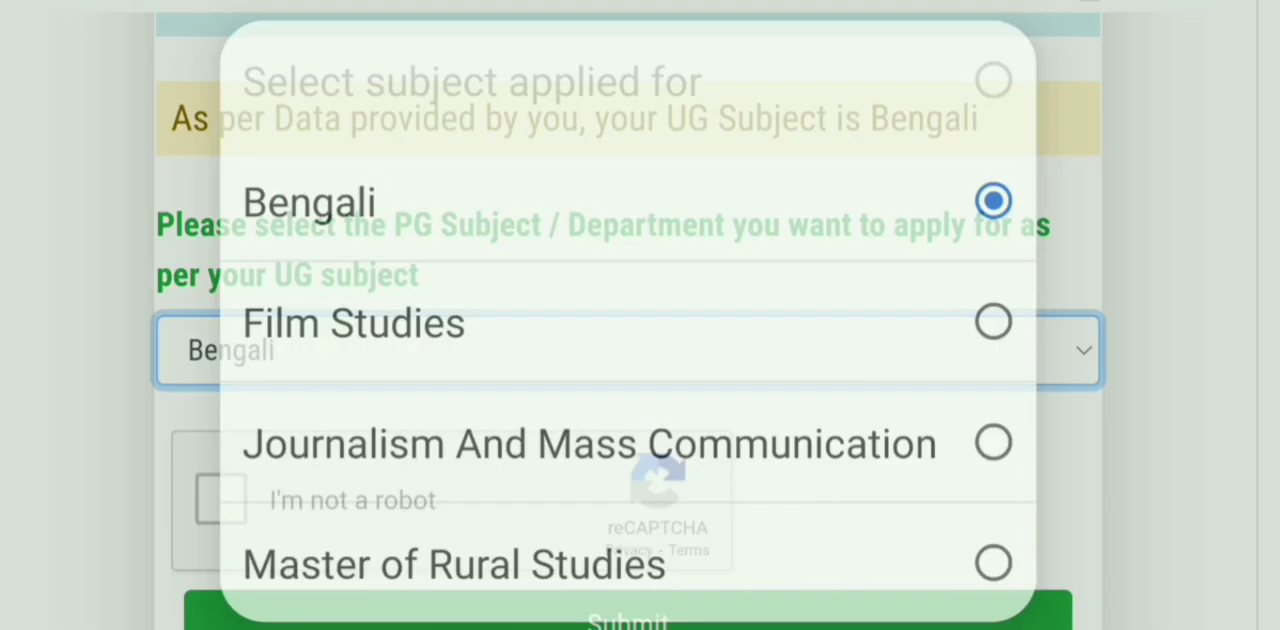 Select subject applied for
As per Data provided by you, your UG Subject is Bengali
Bengali
Please select the PG Subject / Department you want to apply for as
per your UG subject
Film Studies
Bengali
Journalism And Mass Communication
I'm not a robot
reCAPTCHA
Privacy - Terms
Master of Rural Studies
Submit